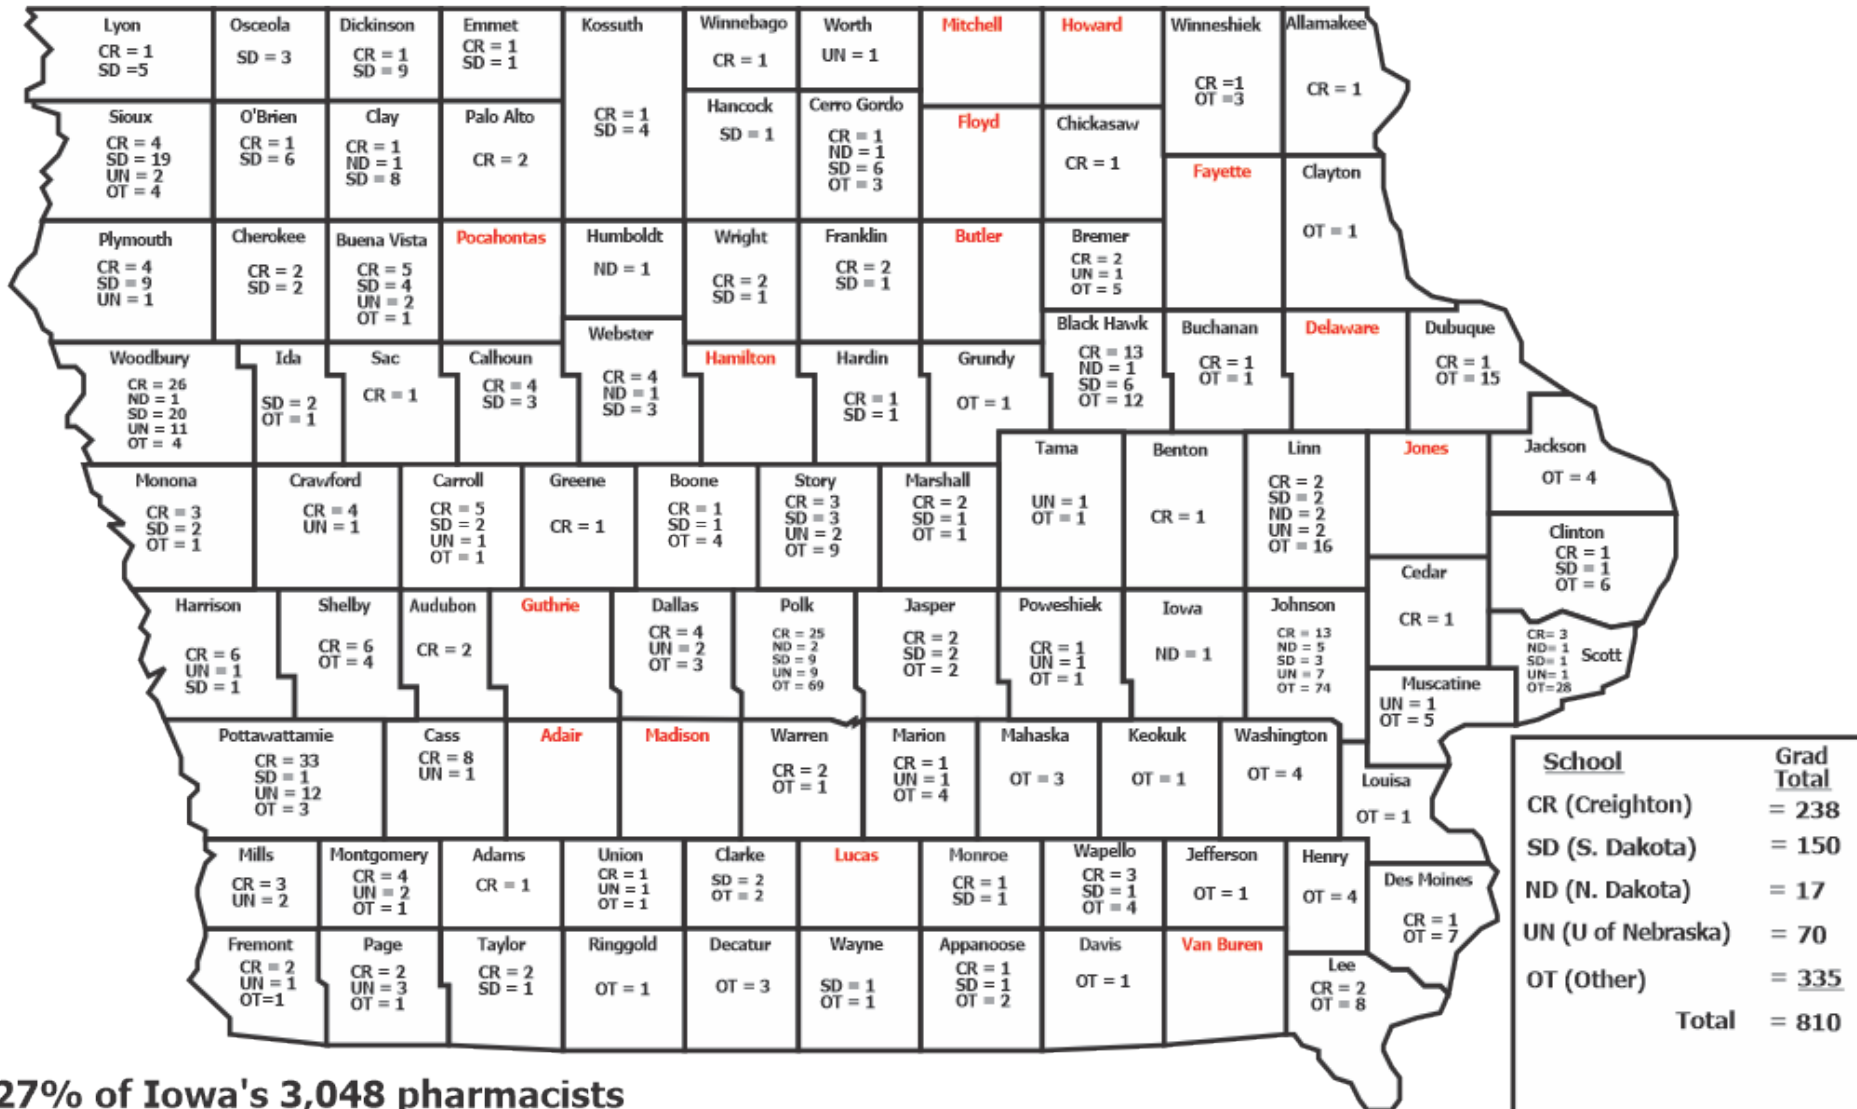 Lyon
CR = 1
SD =5
Osceola
SD = 3
Dickinson
CR = 1
SD = 9
Emmet
CR = 1
SD = 1
Kossuth
CR = 1
SD = 4
Winnebago
CR = 1
Worth
UN = 1
Mitchell
Howard
Winneshiek
CR =1
OT =3
Allamakee
CR = 1
Sioux
CR = 4
SD = 19
UN = 2
OT = 4
O'Brien
CR = 1
SD = 6
Clay
CR = 1
ND = 1
SD = 8
Palo Alto
CR = 2
Hancock
SD = 1
Cerro Gordo
CR = 1
ND = 1
SD = 6
OT = 3
Floyd
Chickasaw
CR = 1
Fayette
Clayton
OT = 1
Plymouth
CR = 4
SD = 9
UN = 1
Cherokee
CR = 2
SD = 2
Buena Vista
CR = 5
SD = 4
UN = 2
OT = 1
Pocahontas
Humboldt
ND = 1
Wright
CR = 2
SD = 1
Franklin
CR = 2
SD = 1
Butler
Bremer
CR = 2
UN = 1
OT = 5
Woodbury
CR = 26
ND = 1
SD = 20
UN = 11
OT = 4
Ida
SD = 2
OT = 1
Sac
CR = 1
Calhoun
CR = 4
SD = 3
Webster
CR = 4
ND = 1
SD = 3
Hamilton
Hardin
CR = 1
SD = 1
Grundy
OT = 1
Black Hawk
CR = 13
ND = 1
SD = 6
OT = 12
Buchanan
CR = 1
OT = 1
Delaware
Dubuque
CR = 1
OT = 15
Monona
CR = 3
SD = 2
OT = 1
Crawford
CR = 4
UN = 1
Carroll
CR = 5
SD = 2
UN = 1
OT = 1
Greene
CR = 1
Boone
CR = 1
SD = 1
OT = 4
Story
CR = 3
SD = 3
UN = 2
OT = 9
Marshall
CR = 2
SD = 1
OT = 1
Tama
UN = 1
OT = 1
Benton
CR = 1
Linn
CR = 2
SD = 2
ND = 2
UN = 2
OT = 16
Jones
Jackson
OT = 4
Clinton
CR = 1
SD = 1
OT = 6
Cedar
CR = 1
Harrison
CR = 6
UN = 1
SD = 1
Shelby
CR = 6
OT = 4
Audubon
CR = 2
Guthrie
Dallas
CR = 4
UN = 2
OT = 3
Polk
CR = 25
ND = 2
SD = 9
UN = 9
OT = 69
Jasper
CR = 2
SD = 2
OT = 2
Poweshiek
CR = 1
UN = 1
OT = 1
Iowa
ND = 1
Johnson
CR = 13
ND = 5
SD = 3
UN = 7
OT = 74
Scott
CR= 3
ND= 1
SD= 1
UN= 1
OT=28
Muscatine
UN = 1
OT = 5
Pottawattamie
CR = 33
SD = 1
UN = 12
OT = 3
Cass
CR = 8
UN = 1
Adair
Madison
Warren
CR = 2
OT = 1
Marion
CR = 1
UN = 1
OT = 4
Mahaska
OT = 3
Keokuk
OT = 1
Washington
OT = 4
Louisa
OT = 1
Mills
CR = 3
UN = 2
Montgomery
CR = 4
UN = 2
OT = 1
Adams
CR = 1
Union
CR = 1
UN = 1
OT = 1
Clarke
SD = 2
OT = 2
Lucas
Monroe
CR = 1
SD = 1
Wapello
CR = 3
SD = 1
OT = 4
Jefferson
OT = 1
Henry
OT = 4
Des Moines
CR = 1
OT = 7
Fremont
CR = 2
UN = 1
OT=1
Page
CR = 2
UN = 3
OT = 1
Taylor
CR = 2
SD = 1
Ringgold
OT = 1
Decatur
OT = 3
Wayne
SD = 1
OT = 1
Appanoose
CR = 1
SD = 1
OT = 2
Davis
OT = 1
Van Buren
Lee
CR = 2
OT = 8
School Grad Total
CR (Creighton) = 238
SD (S. Dakota) = 150
ND (N. Dakota) = 17
UN (U of Nebraska) = 70
OT (Other) = 335
Total = 810
27% of Iowa's 3,048 pharmacists